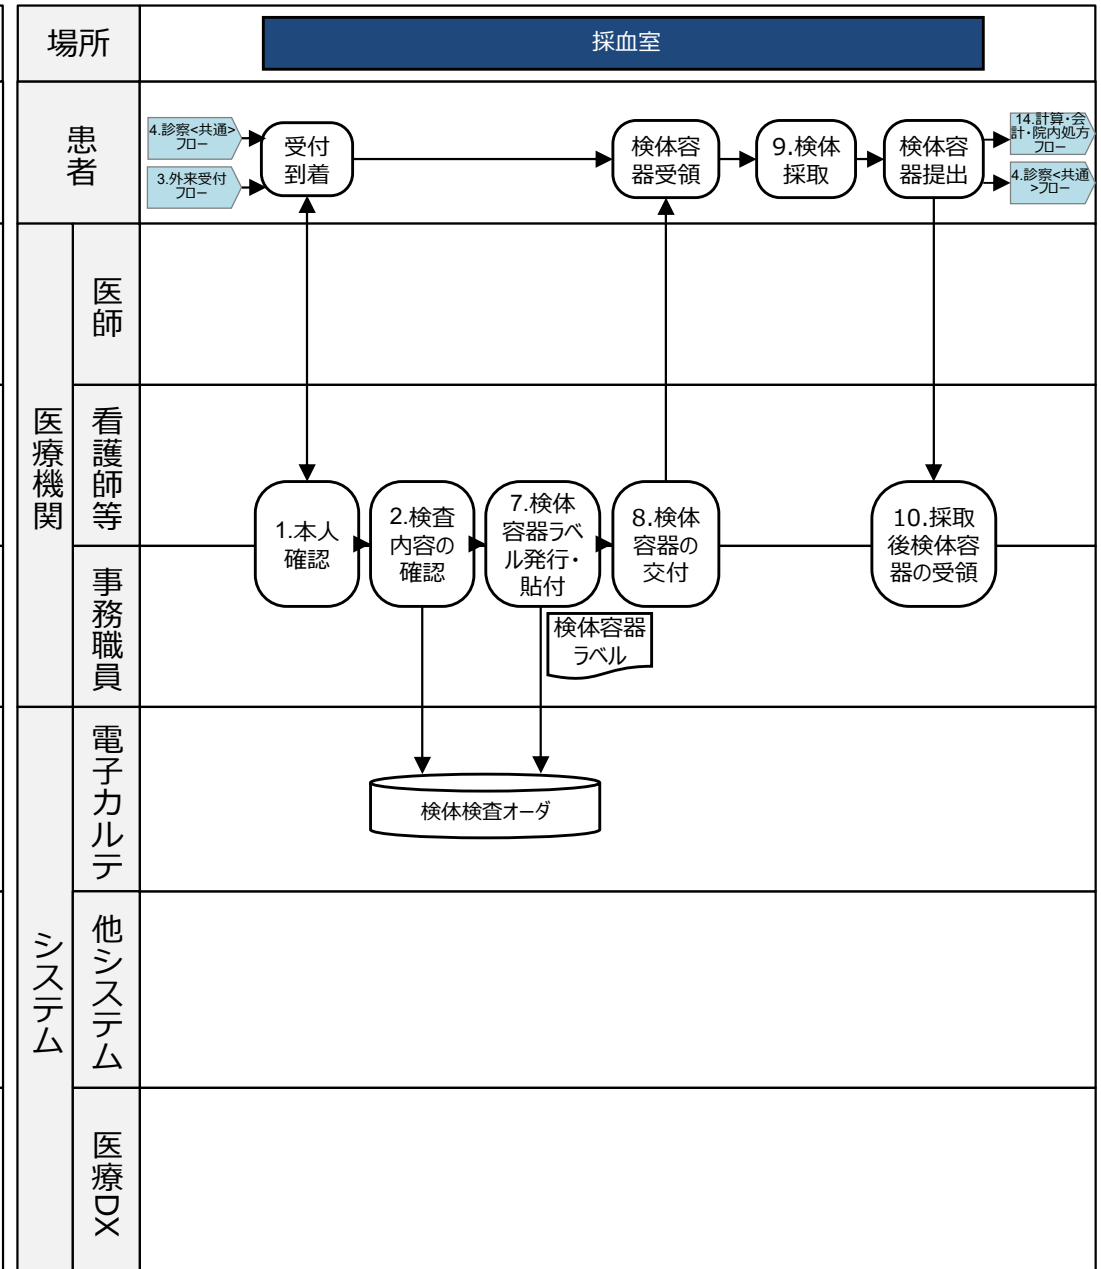 場所
採血室
患者
4.診察<共通>
フロー
3.外来受付
フロー
受付
到着
検体容
器受領
9.検体
採取
検体容
器提出
14.計算・会
計・院内処方
フロー
4.診察<共通
>フロー
医療機関
医師
看護師等
事務職員
1.本人
確認
2.検査
内容の
確認
7.検体
容器ラベ
ル発行・
貼付
8.検体
容器の
交付
10.採取
後検体容
器の受領
検体容器
ラベル
システム
電子カルテ
検体検査オーダ
他システム
医療DX